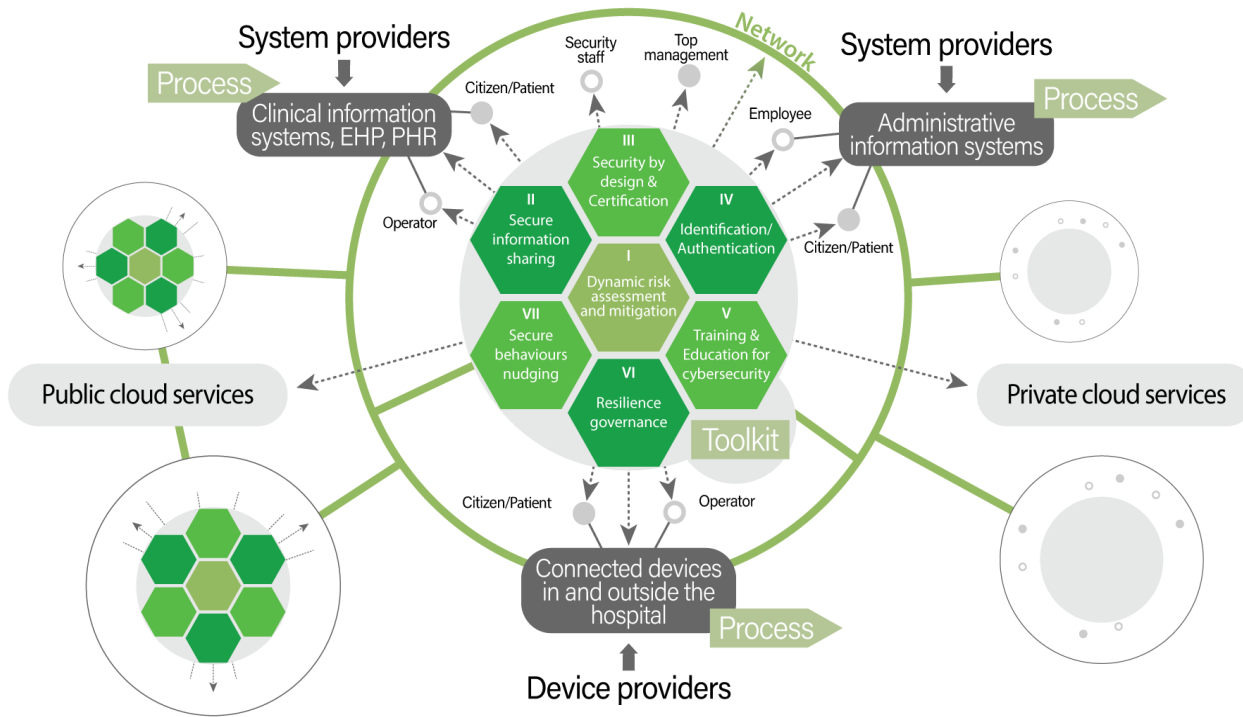 System providers
Process
Clinical information
systems, EHP, PHR
Citizen/Patient
Operator
Security
staff
Top
management
Network
System providers
Process
Administrative
information systems
Employee
Citizen/Patient
III
Security by
design &
Certification
II
Secure
information
sharing
IV
Identification/
Authentication
I
Dynamic risk
assessment
and mitigation
VII
Secure
behaviours
nudging
V
Training &
Education for
cybersecurity
VI
Resilience
governance
Toolkit
Public cloud services
Private cloud services
Citizen/Patient
Operator
Connected devices
in and outside the
hospital
Process
Device providers